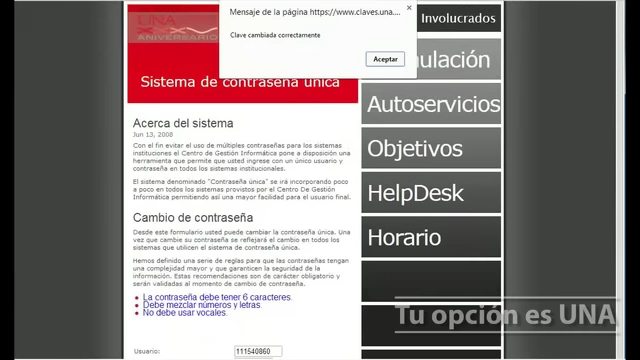 UNA
XXXV
ANIVERSARIO
Mensaje de la página https://www.claves.una....
Clave cambiada correctamente
Aceptar
Sistema de contraseña única
Involucrados
Autoservicios
Objetivos
HelpDesk
Horario
Acerca del sistema
Jun 13, 2008
Con el fin evitar el uso de múltiples contraseñas para los sistemas
institucionles el Centro de Gestión Informática pone a disposición una
herramienta que permite que usted ingrese con un único usuario y
contraseña en todos los sistemas institucionales.
El sistema denominado "Contraseña única" se irá incorporando poco
a poco en todos los sistemas provistos por el Centro De Gestión
Informática permitiendo así una mayor facilidad para el usuario final.
Cambio de contraseña
Desde este formulario usted puede cambiar la contraseña única. Una
vez que cambie su contraseña se reflejará el cambio en todos los
sistemas que utilicen el sistema de contraseña única.
Hemos definido una serie de reglas para que las contraseñas tengan
una complejidad mayor y que garanticen la seguridad de la
información. Estas recomendaciones son de carácter obligatorio y
serán validadas al momento de cambio de contraseña.
La contraseña debe tener 6 caracteres.
Debe mezclar números y letras.
No debe usar vocales.
Usuario: 111540860
Tu opción es UNA